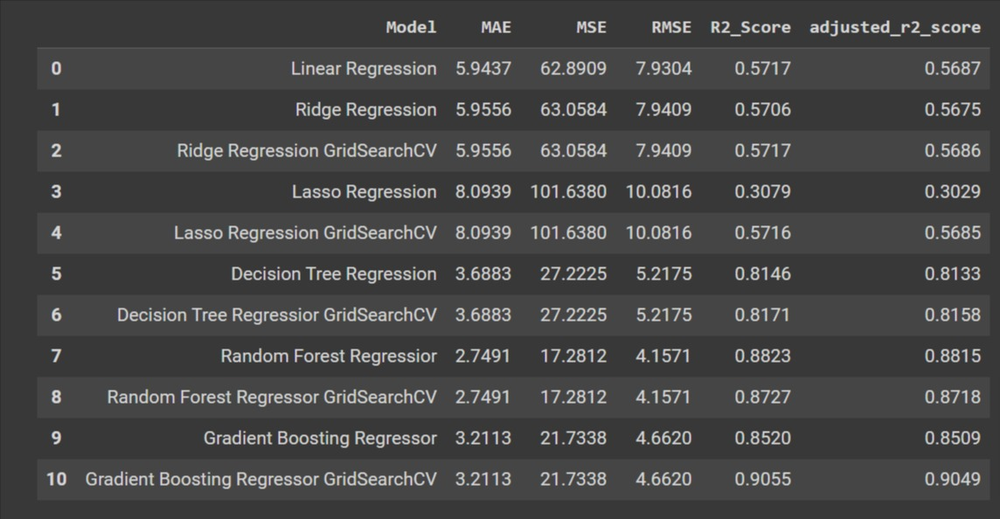 Model MAE MSE RMSE R2_Score adjusted_r2_score
0 Linear Regression 5.9437 62.8909 7.9304 0.5717 0.5687
1 Ridge Regression 5.9556 63.0584 7.9409 0.5706 0.5675
2 Ridge Regression GridSearchCV 5.9556 63.0584 7.9409 0.5717 0.5686
3 Lasso Regression 8.0939 101.6380 10.0816 0.3079 0.3029
4 Lasso Regression GridSearchCV 8.0939 101.6380 10.0816 0.5716 0.5685
5 Decision Tree Regression 3.6883 27.2225 5.2175 0.8146 0.8133
6 Decision Tree Regressior GridSearchCV 3.6883 27.2225 5.2175 0.8171 0.8158
7 Random Forest Regressior 2.7491 17.2812 4.1571 0.8823 0.8815
8 Random Forest Regressor GridSearchCV 2.7491 17.2812 4.1571 0.8727 0.8718
9 Gradient Boosting Regressor 3.2113 21.7338 4.6620 0.8520 0.8509
10 Gradient Boosting Regressor GridSearchCV 3.2113 21.7338 4.6620 0.9055 0.9049